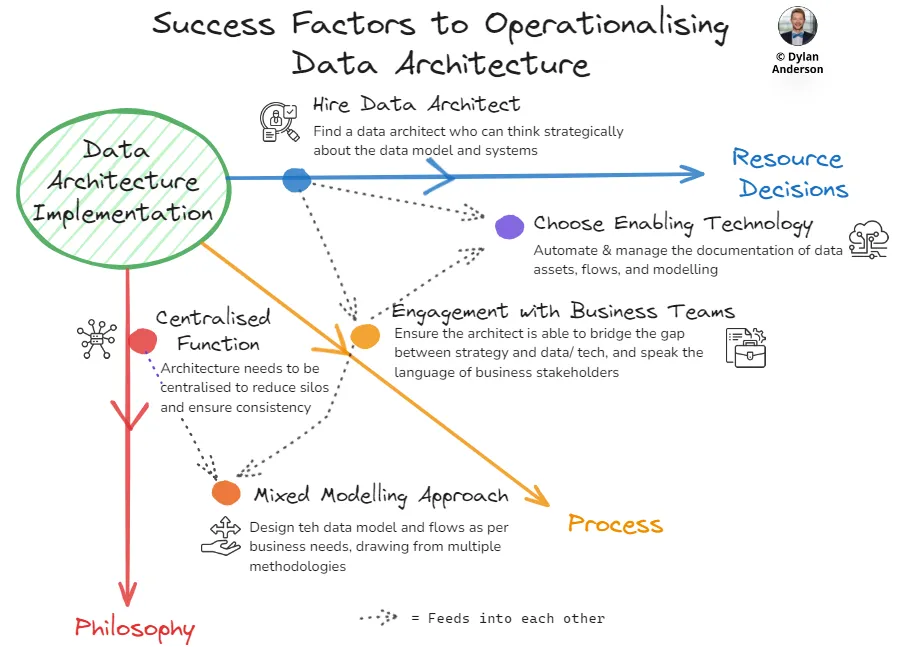 Success Factors to Operationalising
Data Architecture
© Dylan
Anderson
Hire Data Architect
Find a data architect who can think strategically
about the data model and systems
Data
Architecture
Implementation
Resource
Decisions
Choose Enabling Technology
Automate & manage the documentation of data
assets, flows, and modelling
Engagement with Business Teams
Ensure the architect is able to bridge the gap
between strategy and data/ tech, and speak the
language of business stakeholders
Centralised
Function
Architecture needs to be
centralised to reduce silos
and ensure consistency
Mixed Modelling Approach
Design teh data model and flows as per
business needs, drawing from multiple
methodologies
Process
Philosophy
= Feeds into each other